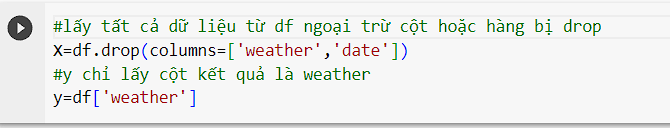 #lấy tất cả dữ liệu từ df ngoại trừ cột hoặc hàng bị drop
X=df.drop(columns=['weather','date'])
#y chỉ lấy cột kết quả là weather
y=df['weather']